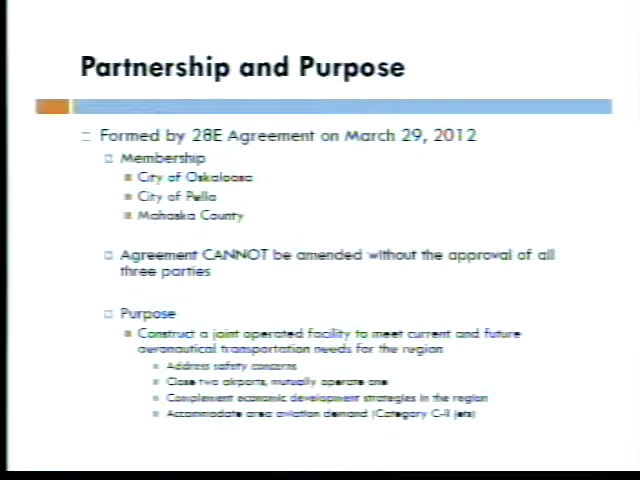 Partnership and Purpose
Formed by 28E Agreement on March 29, 2012
Membership
City of Oskaloosa
City of Pella
Mahaska County
Agreement CANNOT be amended without the approval of all
three parties
Purpose
Construct a joint operated facility to meet current and future
aeronautical transportation needs for the region
Address safety concerns
Close two airports, mutually operate one
Complement economic development strategies in the region
Accommodate area aviation demand (Category C-II jets)